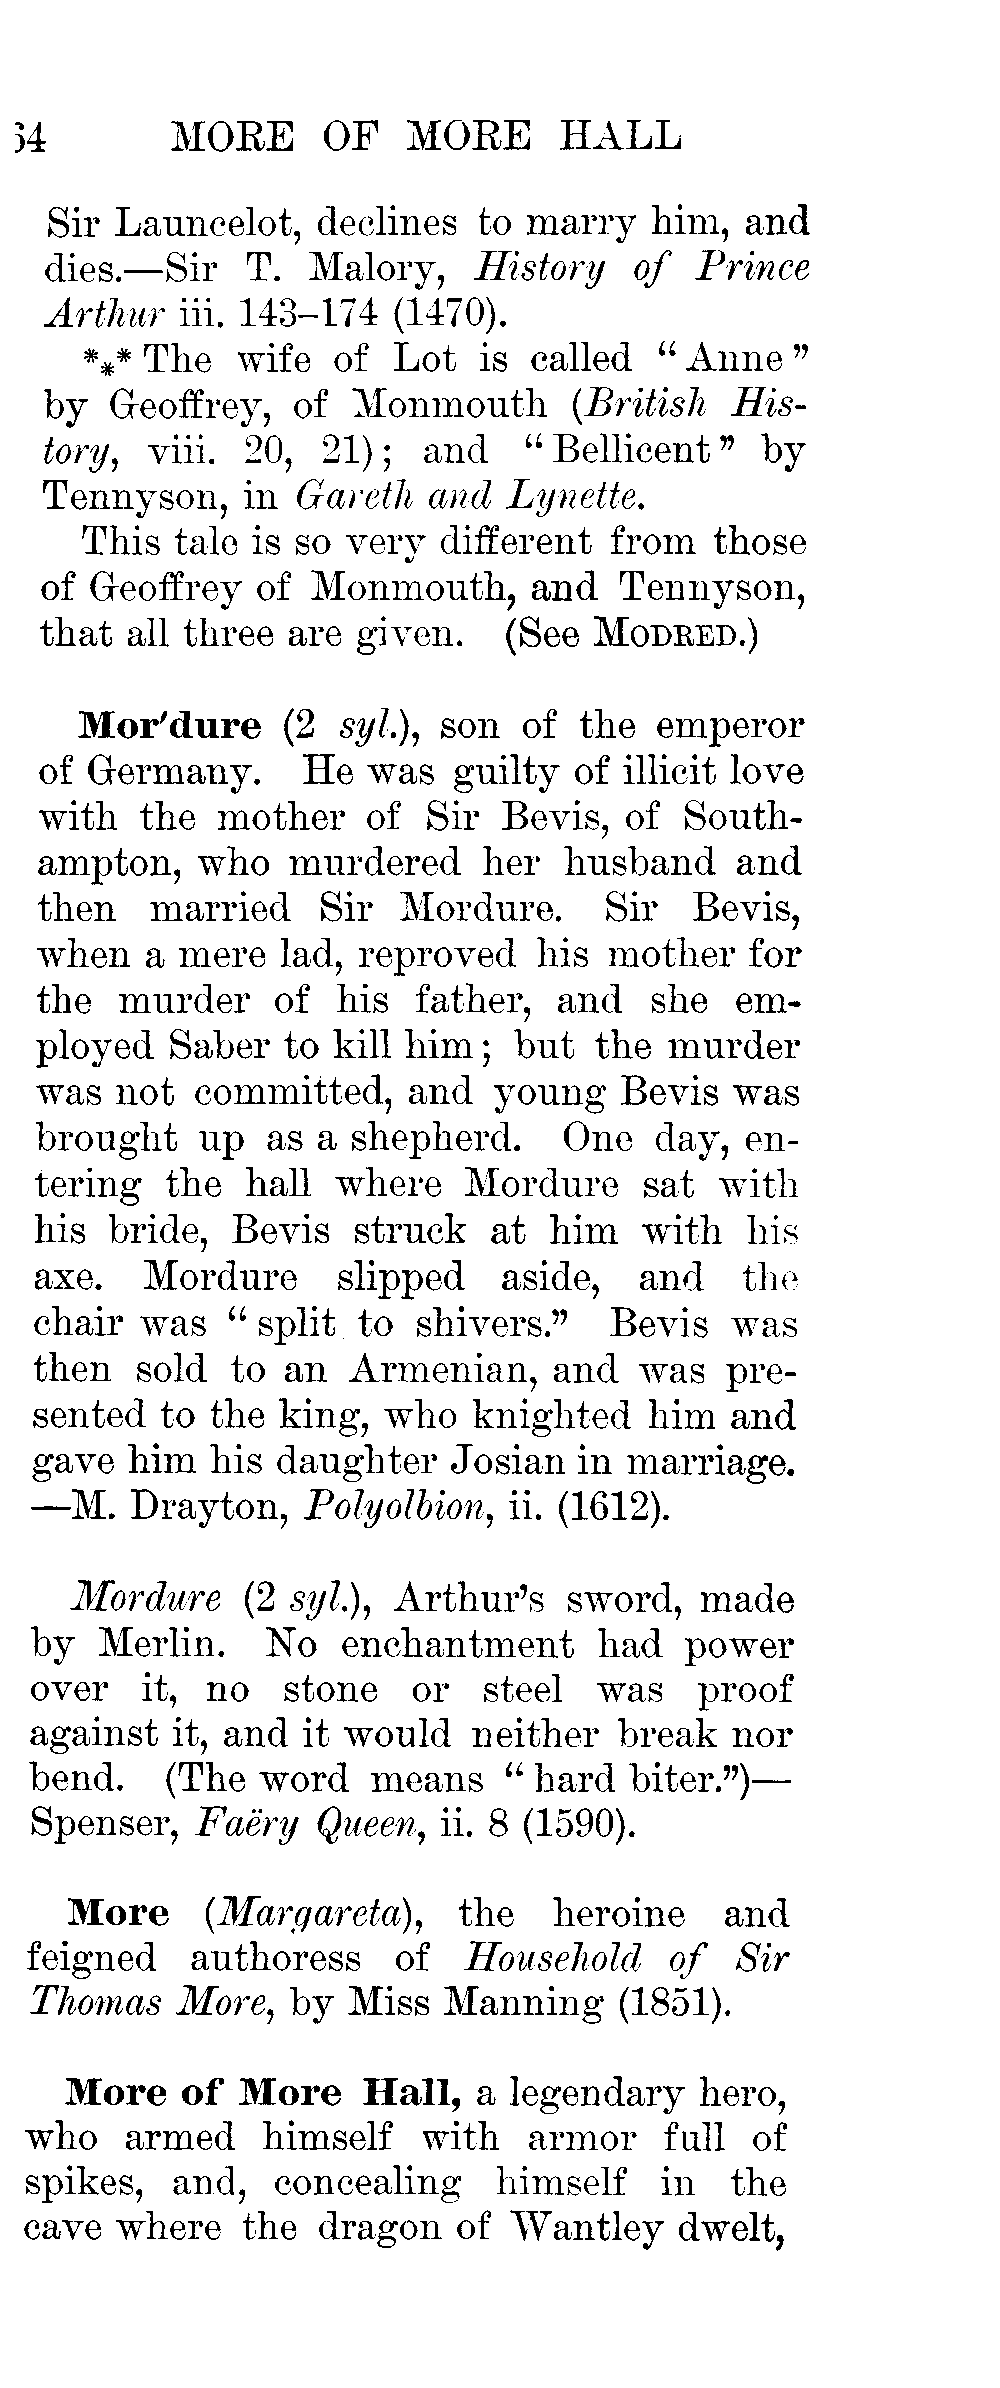 64 MORE OF MORE HALL
Sir Launcelot, declines to marry him, and
dies.—Sir T. Malory, History of Prince
Arthur iii. 143–174 (1470).
*⁎* The wife of Lot is called “Anne”
by Geoffrey, of Monmouth (British His-
tory, viii. 20, 21); and “Bellicent” by
Tennyson, in Gareth and Lynette.
This tale is so very different from those
of Geoffrey of Monmouth, and Tennyson,
that all three are given. (See MODRED.)
Mor'dure (2 syl.), son of the emperor
of Germany. He was guilty of illicit love
with the mother of Sir Bevis, of South-
ampton, who murdered her husband and
then married Sir Mordure. Sir Bevis,
when a mere lad, reproved his mother for
the murder of his father, and she em-
ployed Saber to kill him; but the murder
was not committed, and young Bevis was
brought up as a shepherd. One day, en-
tering the hall where Mordure sat with
his bride, Bevis struck at him with his
axe. Mordure slipped aside, and the
chair was “split to shivers.” Bevis was
then sold to an Armenian, and was pre-
sented to the king, who knighted him and
gave him his daughter Josian in marriage.
—M. Drayton, Polyolbion, ii. (1612).
Mordure (2 syl.), Arthur’s sword, made
by Merlin. No enchantment had power
over it, no stone or steel was proof
against it, and it would neither break nor
bend. (The word means “hard biter.”)—
Spenser, Faëry Queen, ii. 8 (1590).
More (Margareta), the heroine and
feigned authoress of Household of Sir
Thomas More, by Miss Manning (1851).
More of More Hall, a legendary hero,
who armed himself with armor full of
spikes, and, concealing himself in the
cave where the dragon of Wantley dwelt,